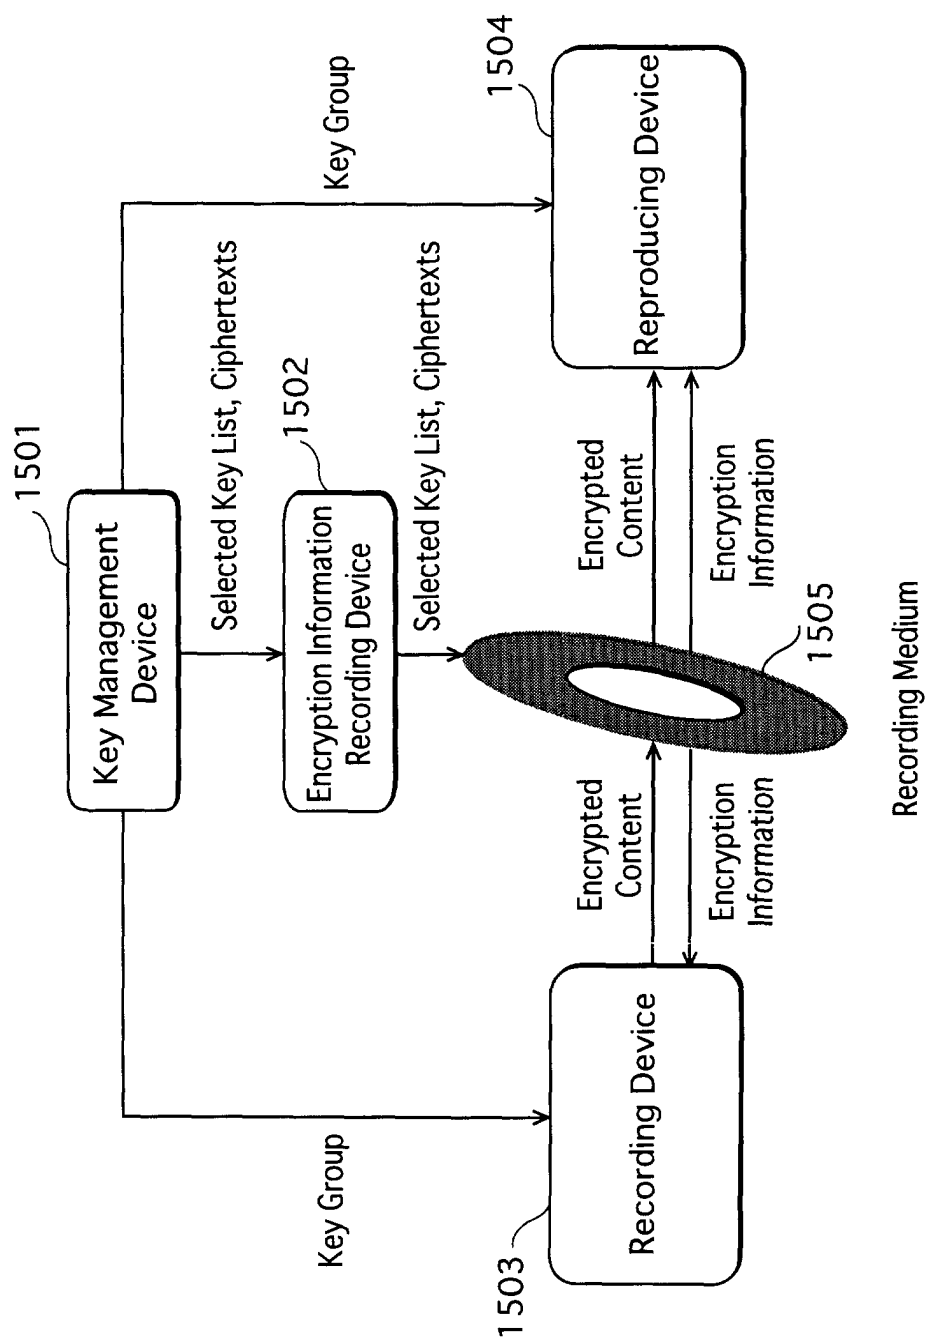 1501
Key Management
Device
Key Group
Key Group
Selected Key List, Ciphertexts
1502
Encryption Information
Recording Device
Selected Key List, Ciphertexts
1503
Recording Device
1504
Reproducing Device
Encrypted
Content
Encryption
Information
Encrypted
Content
Encryption
Information
1505
Recording Medium